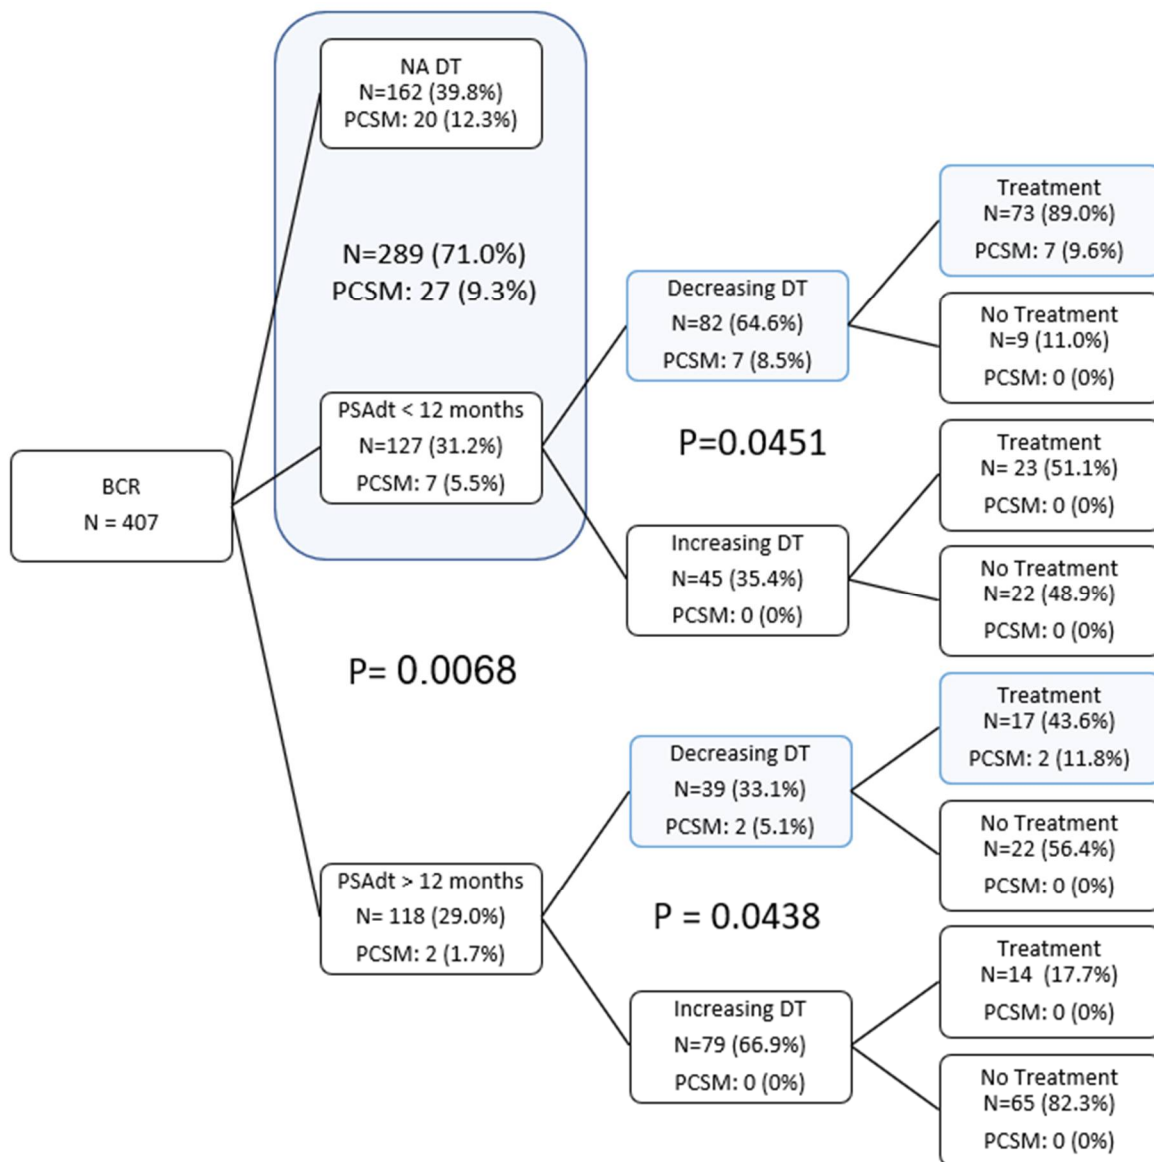 BCR
N = 407
NA DT
N=162 (39.8%)
PCSM: 20 (12.3%)
N=289 (71.0%)
PCSM: 27 (9.3%)
PSAdt < 12 months
N=127 (31.2%)
PCSM: 7 (5.5%)
P= 0.0068
PSAdt > 12 months
N= 118 (29.0%)
PCSM: 2 (1.7%)
Decreasing DT
N=82 (64.6%)
PCSM: 7 (8.5%)
P=0.0451
Increasing DT
N=45 (35.4%)
PCSM: 0 (0%)
Decreasing DT
N=39 (33.1%)
PCSM: 2 (5.1%)
P = 0.0438
Increasing DT
N=79 (66.9%)
PCSM: 0 (0%)
Treatment
N=73 (89.0%)
PCSM: 7 (9.6%)
No Treatment
N=9 (11.0%)
PCSM: 0 (0%)
Treatment
N= 23 (51.1%)
PCSM: 0 (0%)
No Treatment
N=22 (48.9%)
PCSM: 0 (0%)
Treatment
N=17 (43.6%)
PCSM: 2 (11.8%)
No Treatment
N=22 (56.4%)
PCSM: 0 (0%)
Treatment
N=14 (17.7%)
PCSM: 0 (0%)
No Treatment
N=65 (82.3%)
PCSM: 0 (0%)